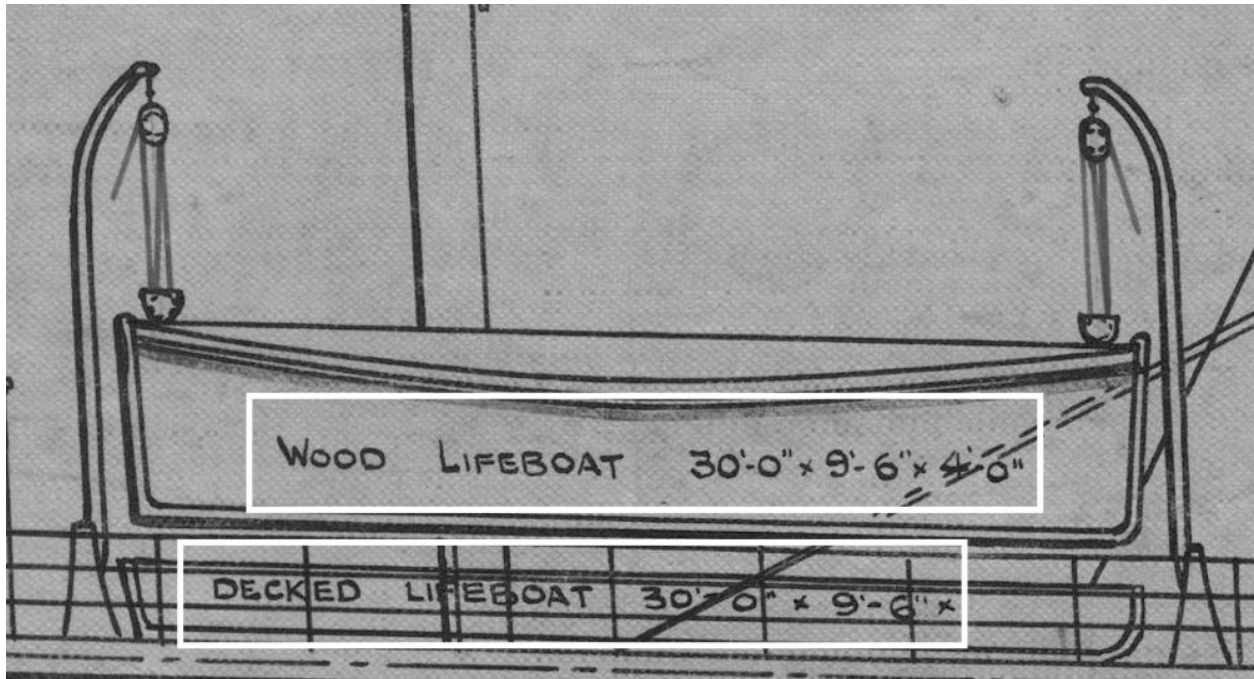 WOOD LIFEBOAT 30'-0" × 9'-6" × 4'-0"
DECKED LIFEBOAT 30'-0" × 9'-6" ×